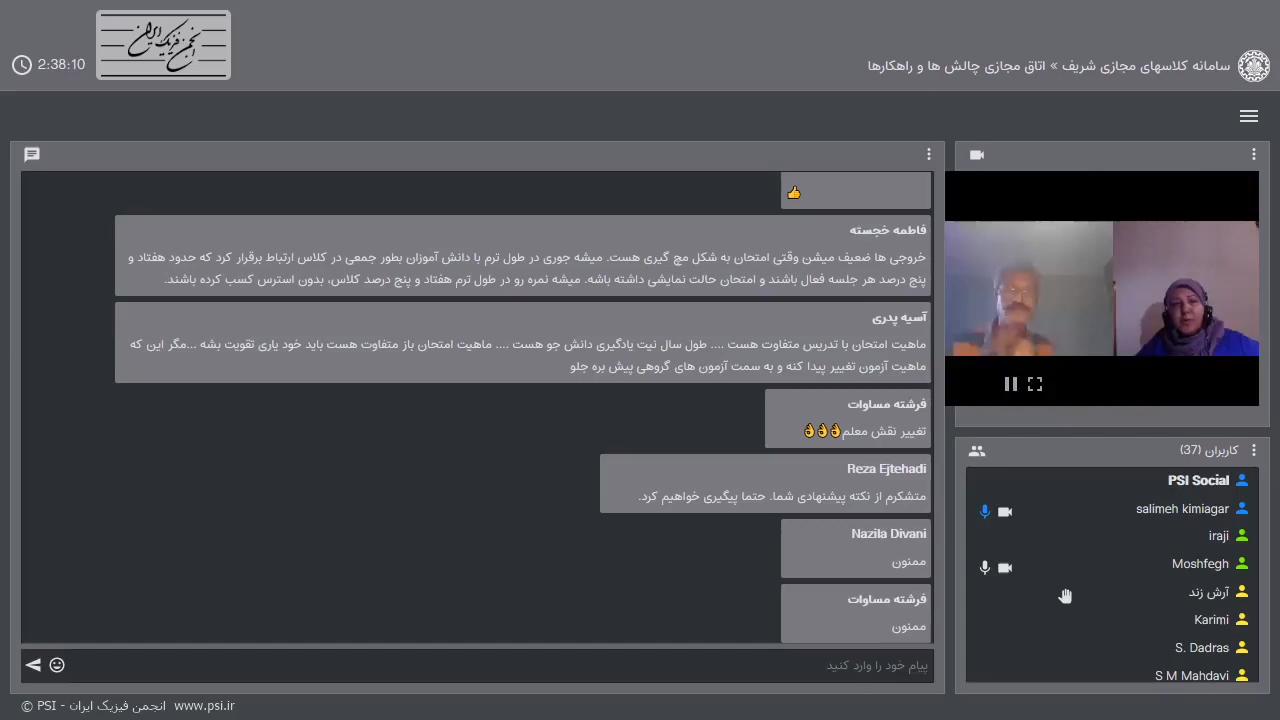 2:38:10
انجمن فیزیک ایران
سامانه کلاسهای مجازی شریف » اتاق مجازی چالش ها و راهکارها
👍
فاطمه خجسته
خروجی ها ضعیف میشن وقتی امتحان به شکل مچ گیری هست. میشه جوری در طول ترم با دانش آموزان بطور جمعی در کلاس ارتباط برقرار کرد که حدود هفتاد و
پنج درصد هر جلسه فعال باشند و امتحان حالت نمایشی داشته باشه. میشه نمره رو در طول ترم هفتاد و پنج درصد کلاس، بدون استرس کسب کرده باشند.
آسیه پدری
ماهیت امتحان با تدریس متفاوت هست .... طول سال نیت یادگیری دانش جو هست .... ماهیت امتحان باز متفاوت هست باید خود یاری تقویت بشه ...مگر این که
ماهیت آزمون تغییر پیدا کنه و به سمت آزمون های گروهی پیش بره جلو
فرشته مساوات
تغییر نقش معلم👌👌👌
Reza Ejtehadi
متشکرم از نکته پیشنهادی شما. حتما پیگیری خواهیم کرد.
Nazila Divani
ممنون
فرشته مساوات
ممنون
پیام خود را وارد کنید
کاربران (37)
PSI Social
salimeh kimiagar
iraji
Moshfegh
آرش زند
Karimi
S. Dadras
S M Mahdavi
© PSI - انجمن فیزیک ایران www.psi.ir